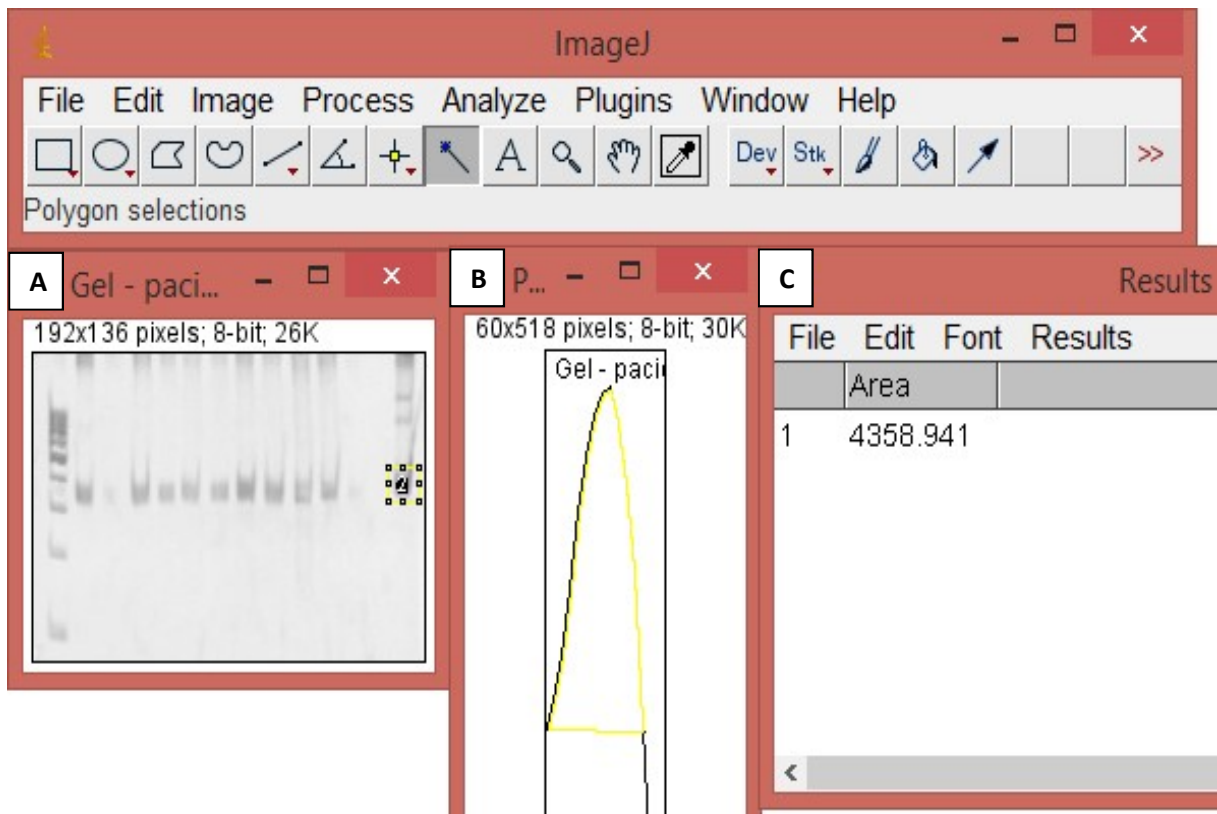 ImageJ
File Edit Image Process Analyze Plugins Window Help
A Dev Stk >>
Polygon selections
A Gel - paci...
192x136 pixels; 8-bit; 26K
B P...
60x518 pixels; 8-bit; 30K
Gel - paci
C Results
File Edit Font Results
Area
1 4358.941